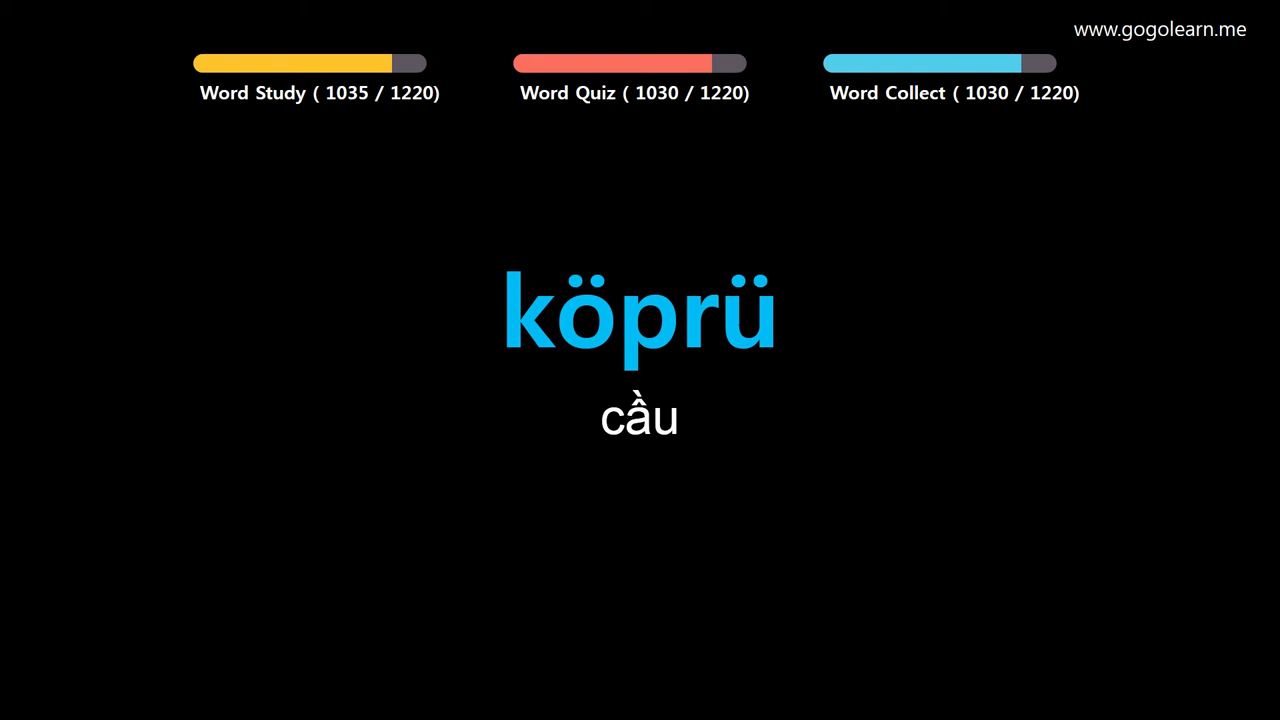 www.gogolearn.me
Word Study ( 1035 / 1220)
Word Quiz ( 1030 / 1220)
Word Collect ( 1030 / 1220)
köprü
cầu